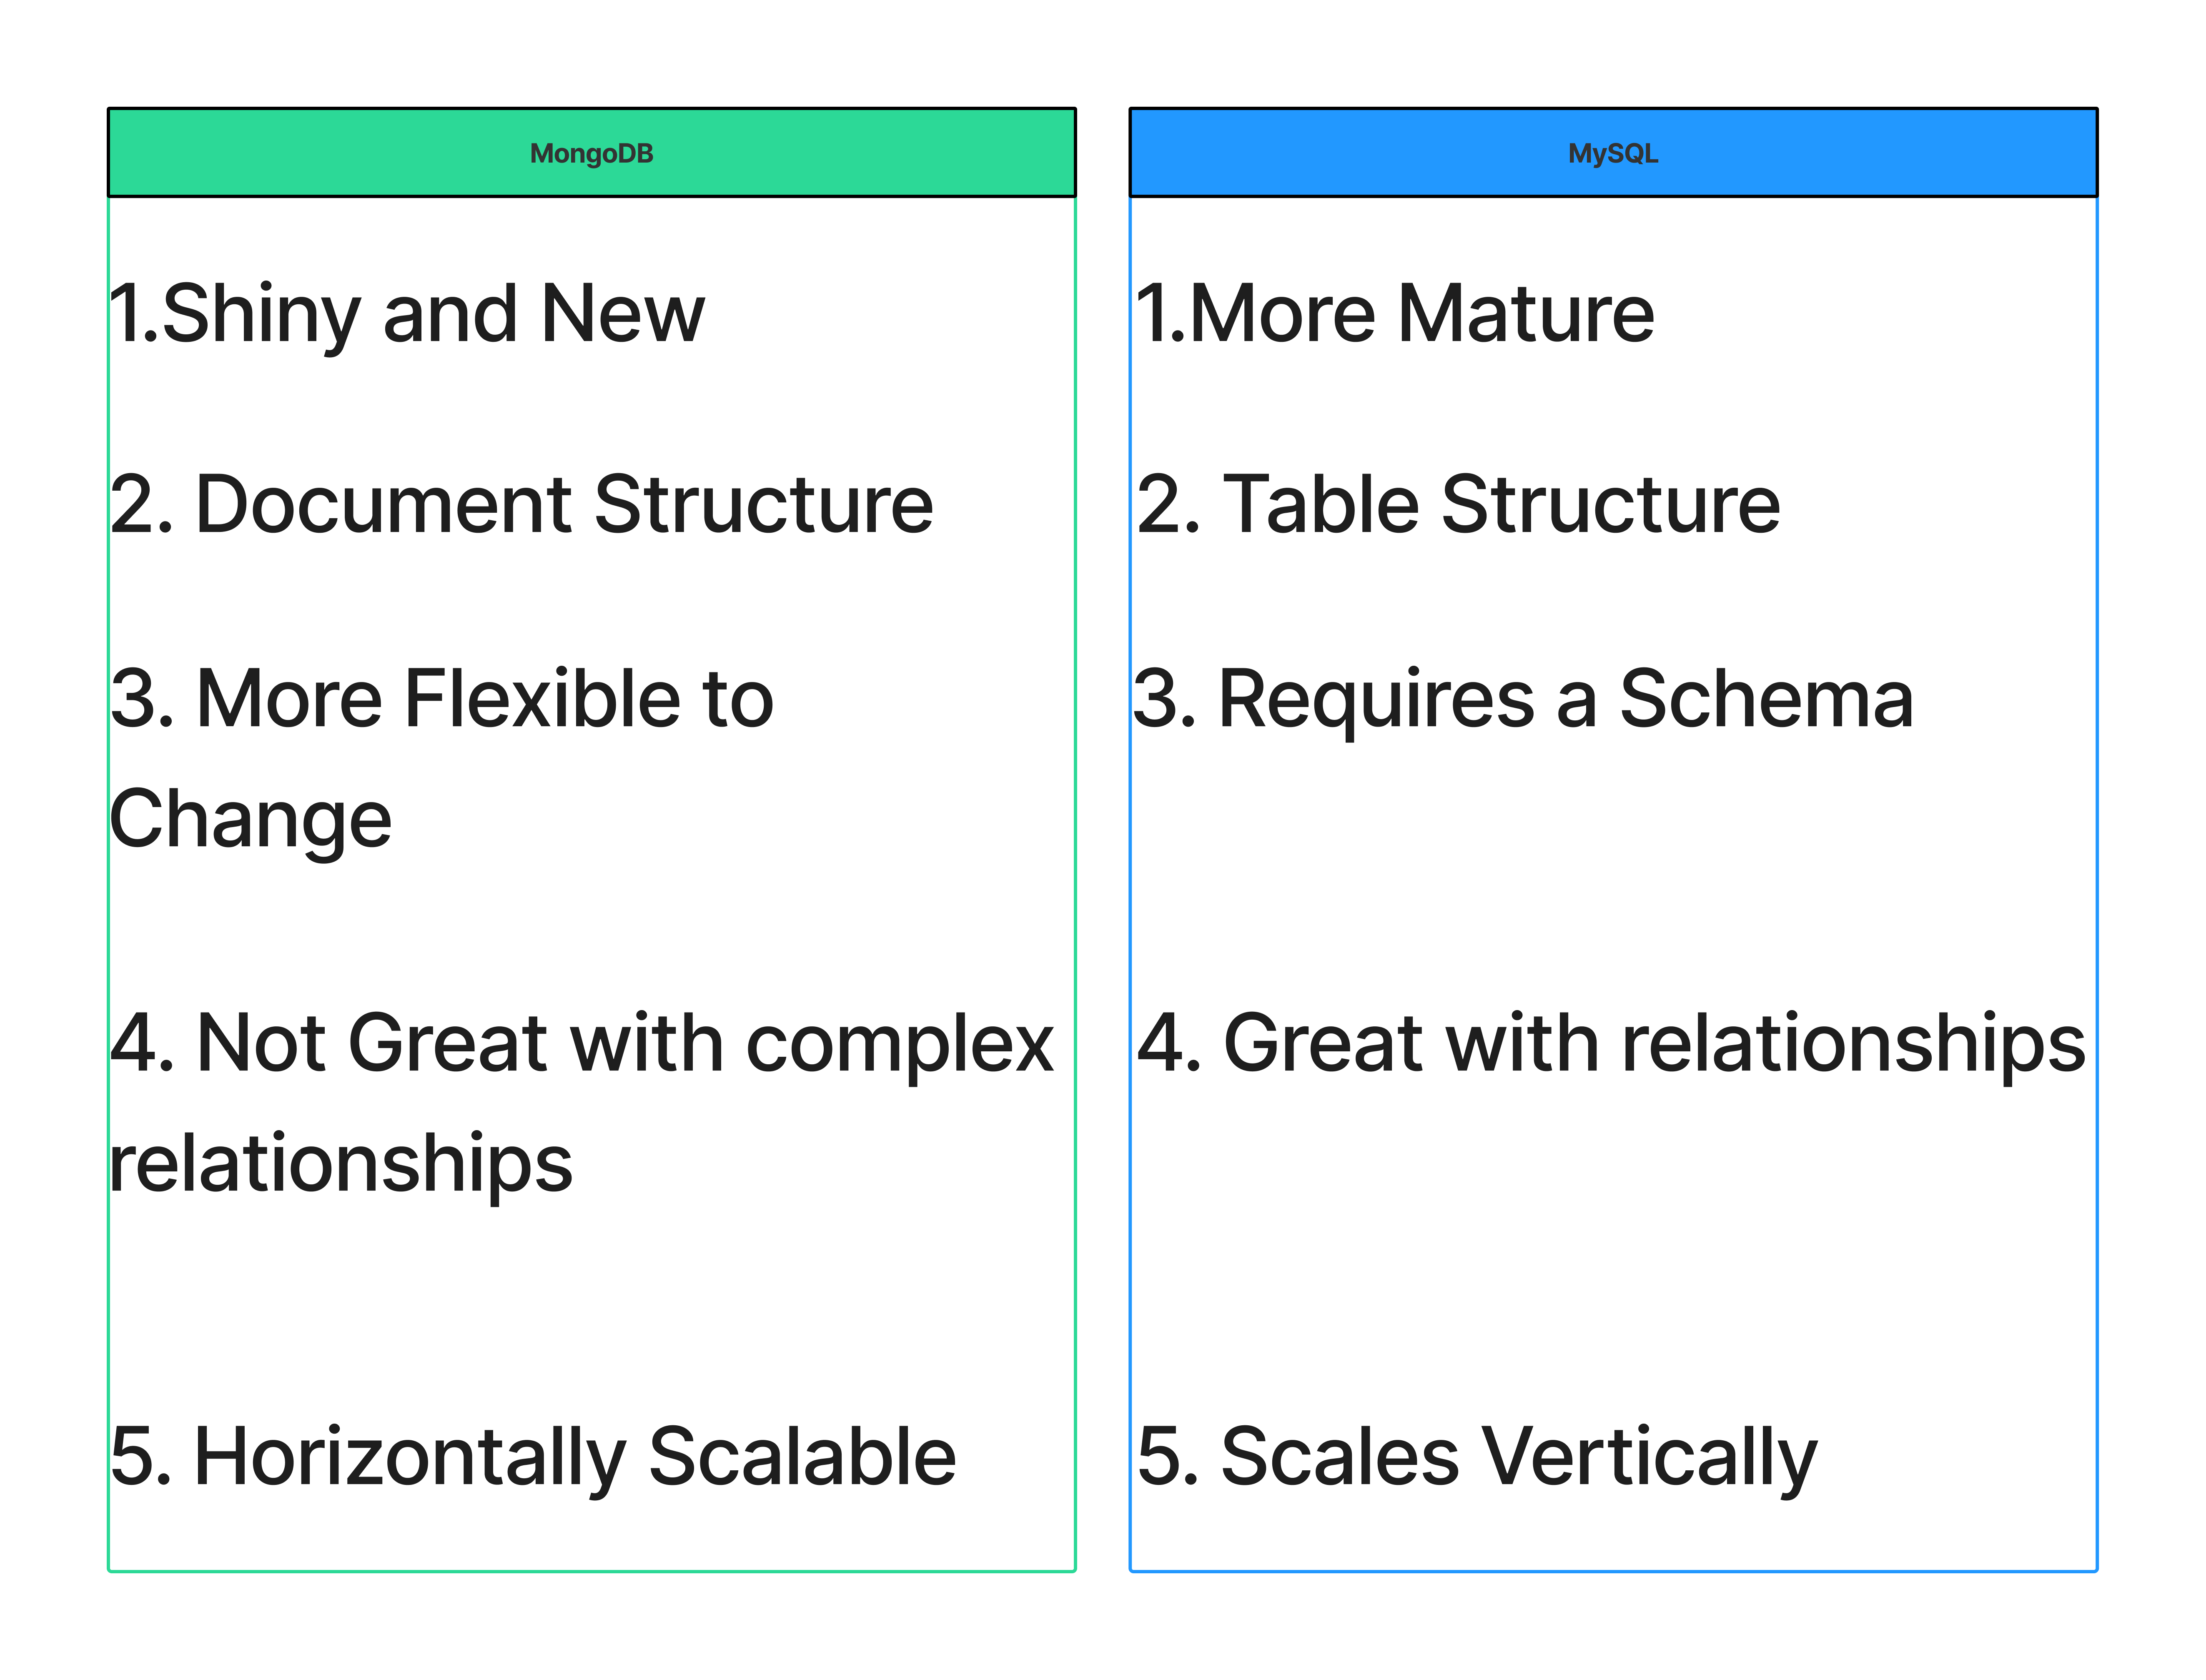 MongoDB
1.Shiny and New
2. Document Structure
3. More Flexible to
Change
4. Not Great with complex
relationships
5. Horizontally Scalable
MySQL
1.More Mature
2. Table Structure
3. Requires a Schema
4. Great with relationships
5. Scales Vertically